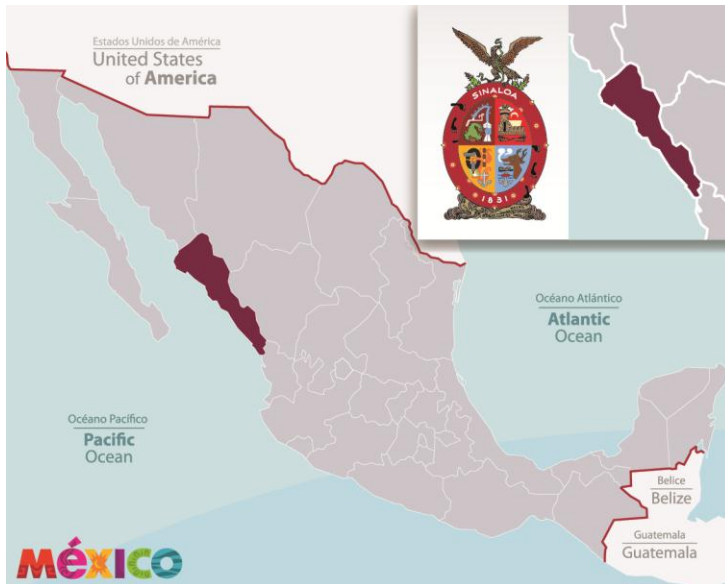 Estados Unidos de América
United States
of America
SINALOA
1831
Océano Atlántico
Atlantic
Ocean
Océano Pacífico
Pacific
Ocean
Belice
Belize
Guatemala
Guatemala
MéXICO